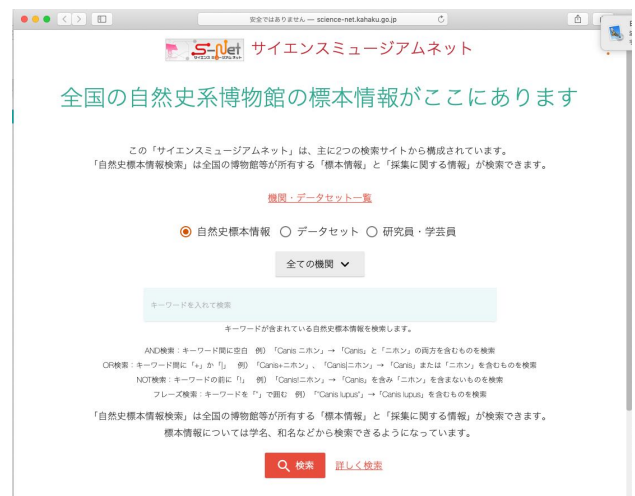 安全ではありません — science-net.kahaku.go.jp
S-Net サイエンスミュージアムネット
全国の自然史系博物館の標本情報がここにあります
この「サイエンスミュージアムネット」は、主に2つの検索サイトから構成されています。
「自然史標本情報検索」は全国の博物館等が所有する「標本情報」と「採集に関する情報」が検索できます。
機関・データセット一覧
自然史標本情報 データセット 研究員・学芸員
全ての機関
キーワードを入れて検索
キーワードが含まれている自然史標本情報を検索します。
AND検索：キーワード間に空白 例）「Canis ニホン」→「Canis」と「ニホン」の両方を含むものを検索
OR検索：キーワード間に「+」か「|」 例）「Canis+ニホン」、「Canis|ニホン」→「Canis」または「ニホン」を含むものを検索
NOT検索：キーワードの前に「!」 例）「Canis!ニホン」→「Canis」を含み「ニホン」を含まないものを検索
フレーズ検索：キーワードを「"」で囲む 例）「"Canis lupus"」→「Canis lupus」を含むものを検索
「自然史標本情報検索」は全国の博物館等が所有する「標本情報」と「採集に関する情報」が検索できます。
標本情報については学名、和名などから検索できるようになっています。
検索 詳しく検索